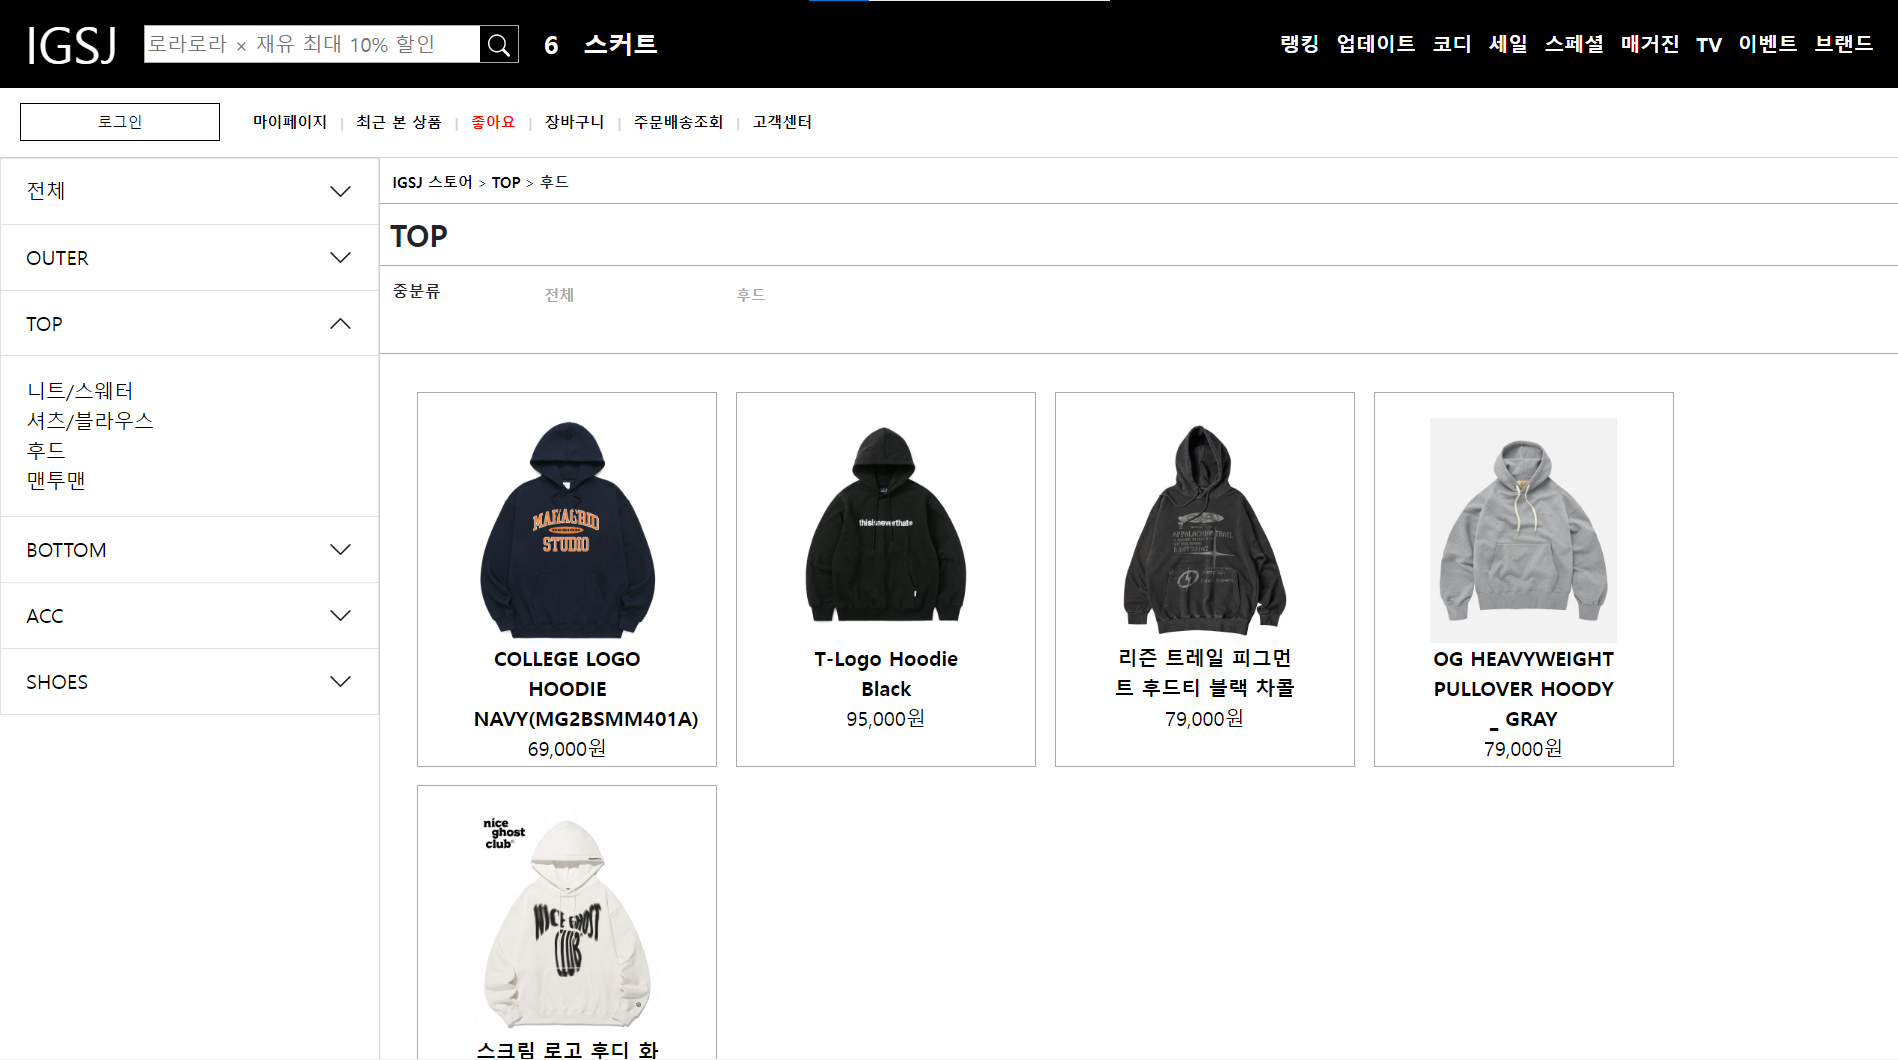 IGSJ
로라로라 × 재유 최대 10% 할인
6 스커트
랭킹 업데이트 코디 세일 스페셜 매거진 TV 이벤트 브랜드
로그인
마이페이지 | 최근 본 상품 | 좋아요 | 장바구니 | 주문배송조회 | 고객센터
전체
OUTER
TOP
니트/스웨터
셔츠/블라우스
후드
맨투맨
BOTTOM
ACC
SHOES
IGSJ 스토어 > TOP > 후드
TOP
중분류
전체
후드
MAHAGRID
STUDIO
COLLEGE LOGO
HOODIE
NAVY(MG2BSMM401A)
69,000원
thisisneverthat
T-Logo Hoodie
Black
95,000원
리즌 트레일 피그먼
트 후드티 블랙 차콜
79,000원
OG HEAVYWEIGHT
PULLOVER HOODY
_ GRAY
79,000원
nice
ghost
club
NICE GHOST
CLUB
스크림 로고 후디 화